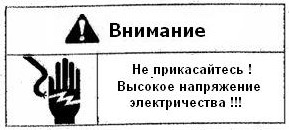 Внимание
Не прикасайтесь !
Высокое напряжение
электричества !!!